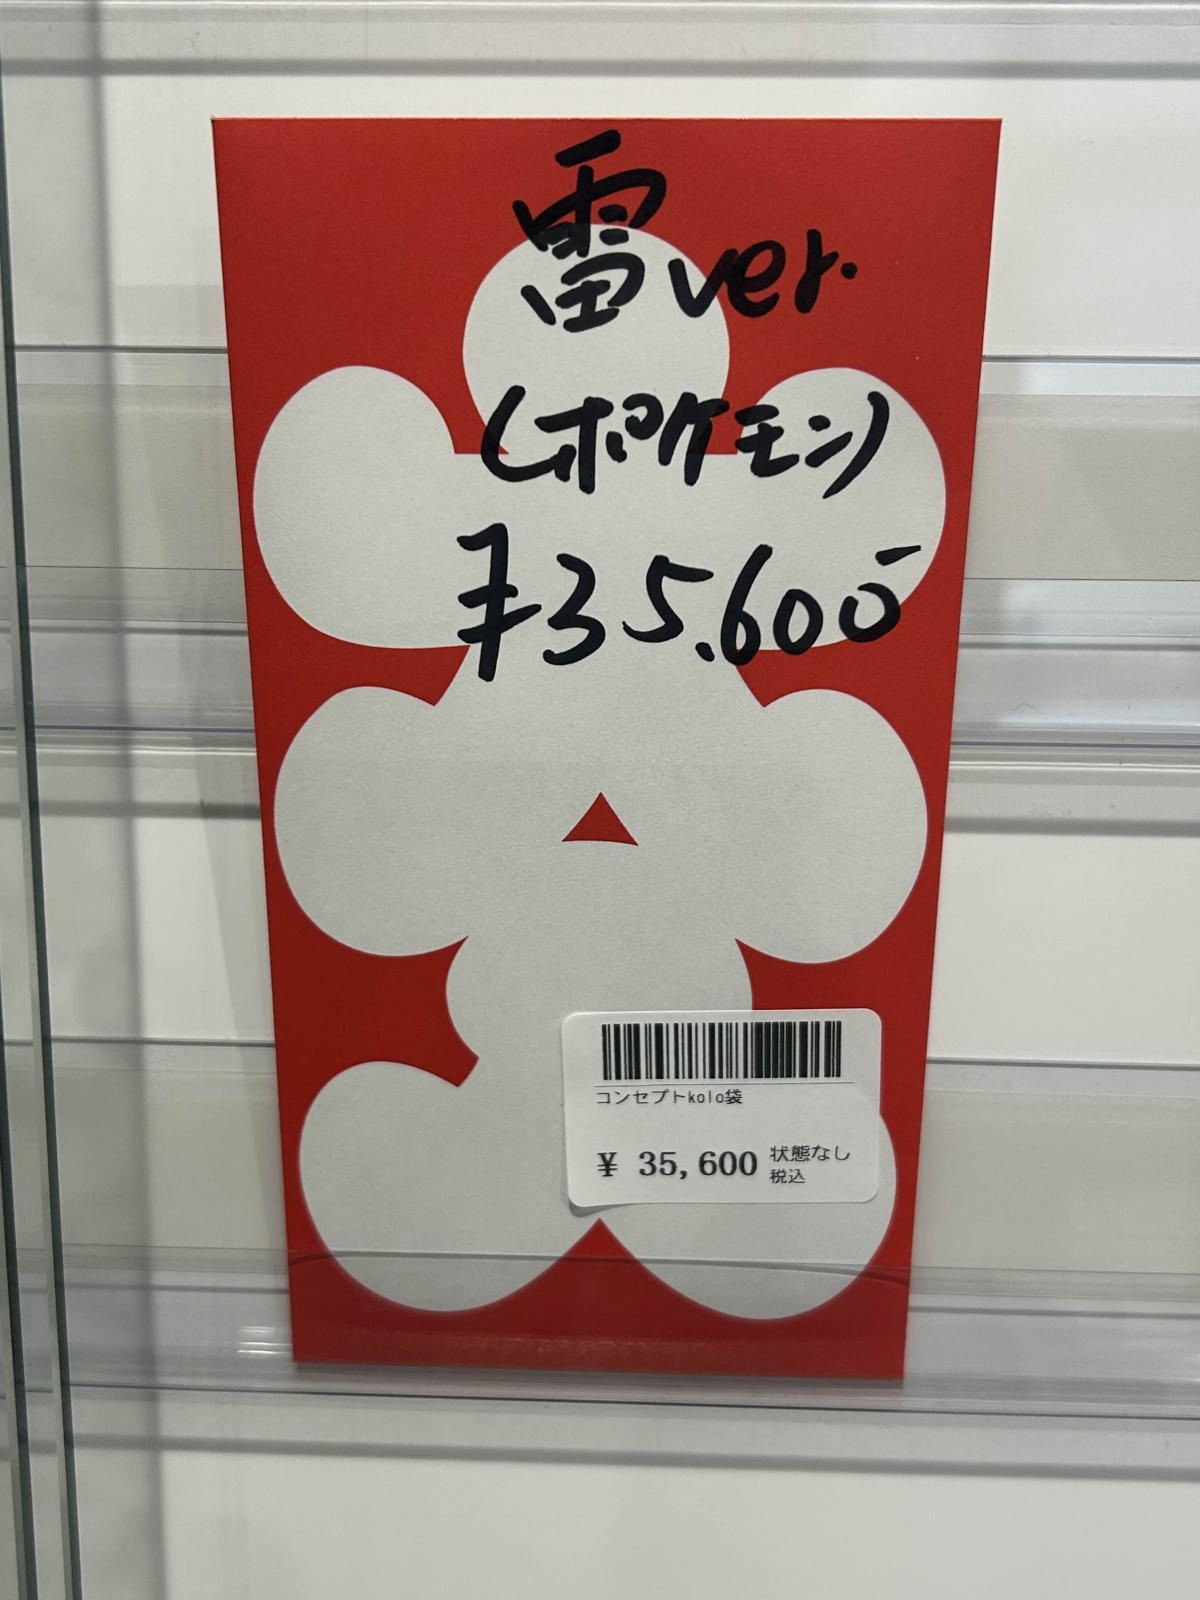 雷ver.
(ポケモン)
¥35.600-
コンセプトkolo袋
¥ 35,600 状態なし
税込